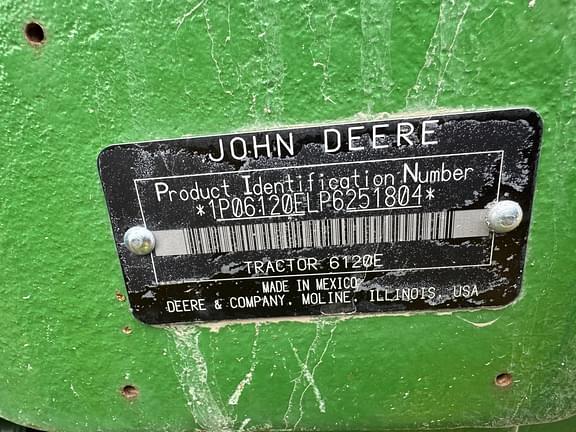 JOHN DEERE
Product Identification Number
*1P06120ELP6251804*
TRACTOR 6120E
MADE IN MEXICO
DEERE & COMPANY, MOLINE, ILLINOIS, USA